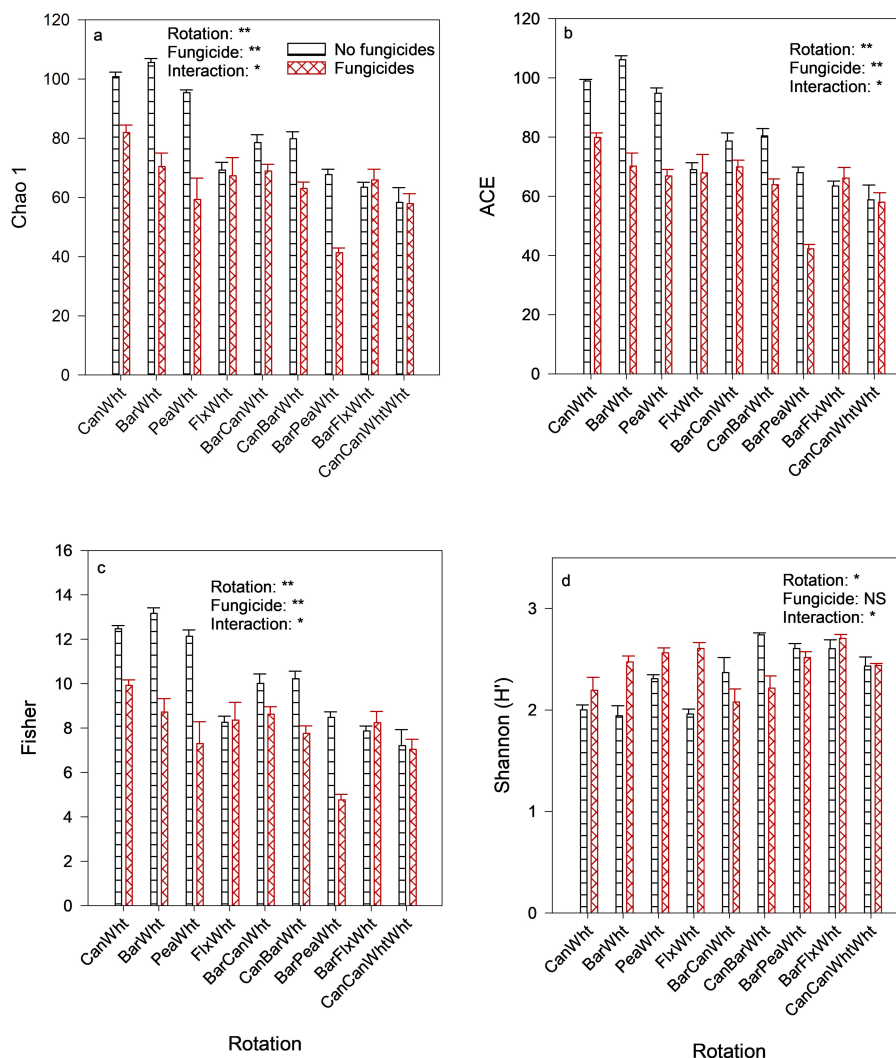 a
Rotation: **
Fungicide: **
Interaction: *
No fungicides
Fungicides
120
100
80
60
40
20
0
Chao 1
CanWht
BarWht
PeaWht
FlxWht
BarCanWht
CanBarWht
BarPeaWht
BarFlxWht
CanCanWhtWht
b
Rotation: **
Fungicide: **
Interaction: *
120
100
80
60
40
20
0
ACE
CanWht
BarWht
PeaWht
FlxWht
BarCanWht
CanBarWht
BarPeaWht
BarFlxWht
CanCanWhtWht
c
Rotation: **
Fungicide: **
Interaction: *
16
14
12
10
8
6
4
2
0
Fisher
CanWht
BarWht
PeaWht
FlxWht
BarCanWht
CanBarWht
BarPeaWht
BarFlxWht
CanCanWhtWht
Rotation
d
Rotation: *
Fungicide: NS
Interaction: *
3
2
1
0
Shannon (H')
CanWht
BarWht
PeaWht
FlxWht
BarCanWht
CanBarWht
BarPeaWht
BarFlxWht
CanCanWhtWht
Rotation